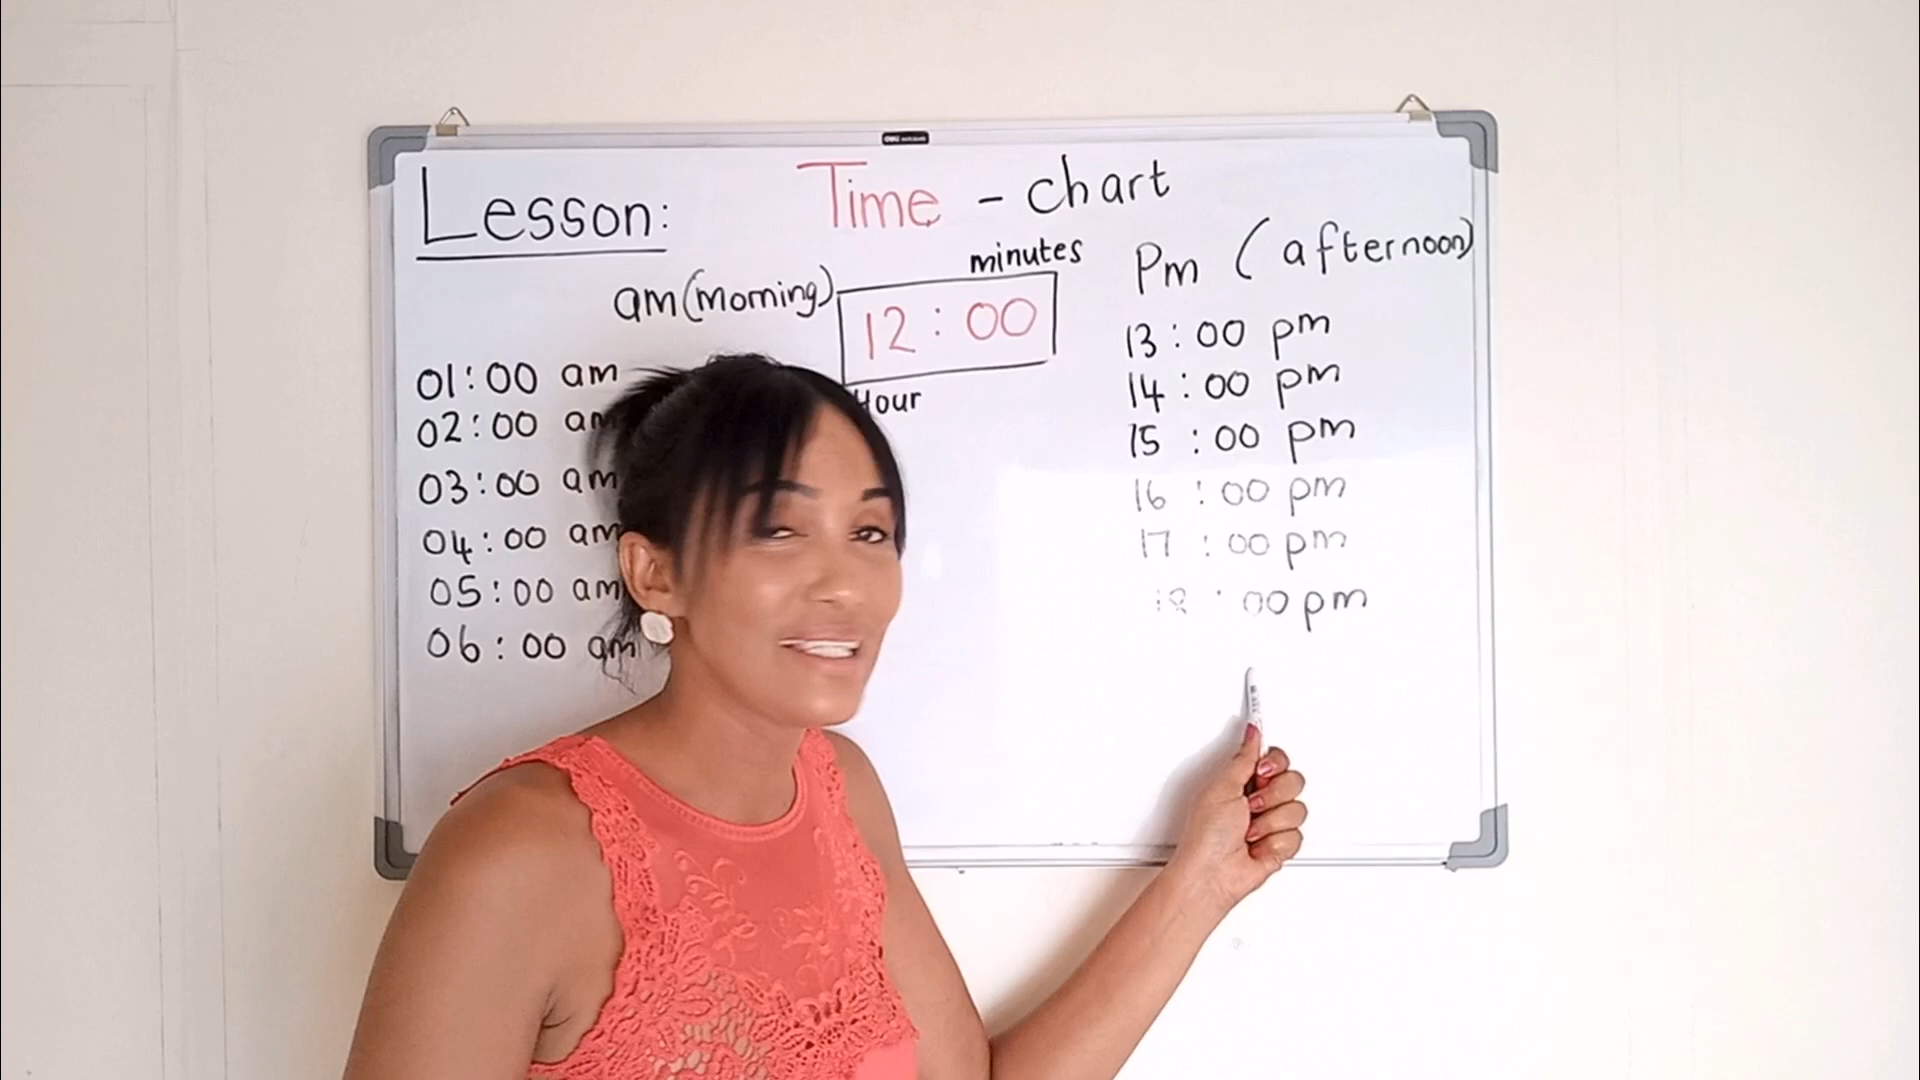 Lesson: Time - chart
minutes
am (morning)
12:00
Hour
Pm (afternoon)
01:00 am
02:00 am
03:00 am
04:00 am
05:00 am
06:00 am
13:00 pm
14:00 pm
15:00 pm
16:00 pm
17:00 pm
18:00 pm